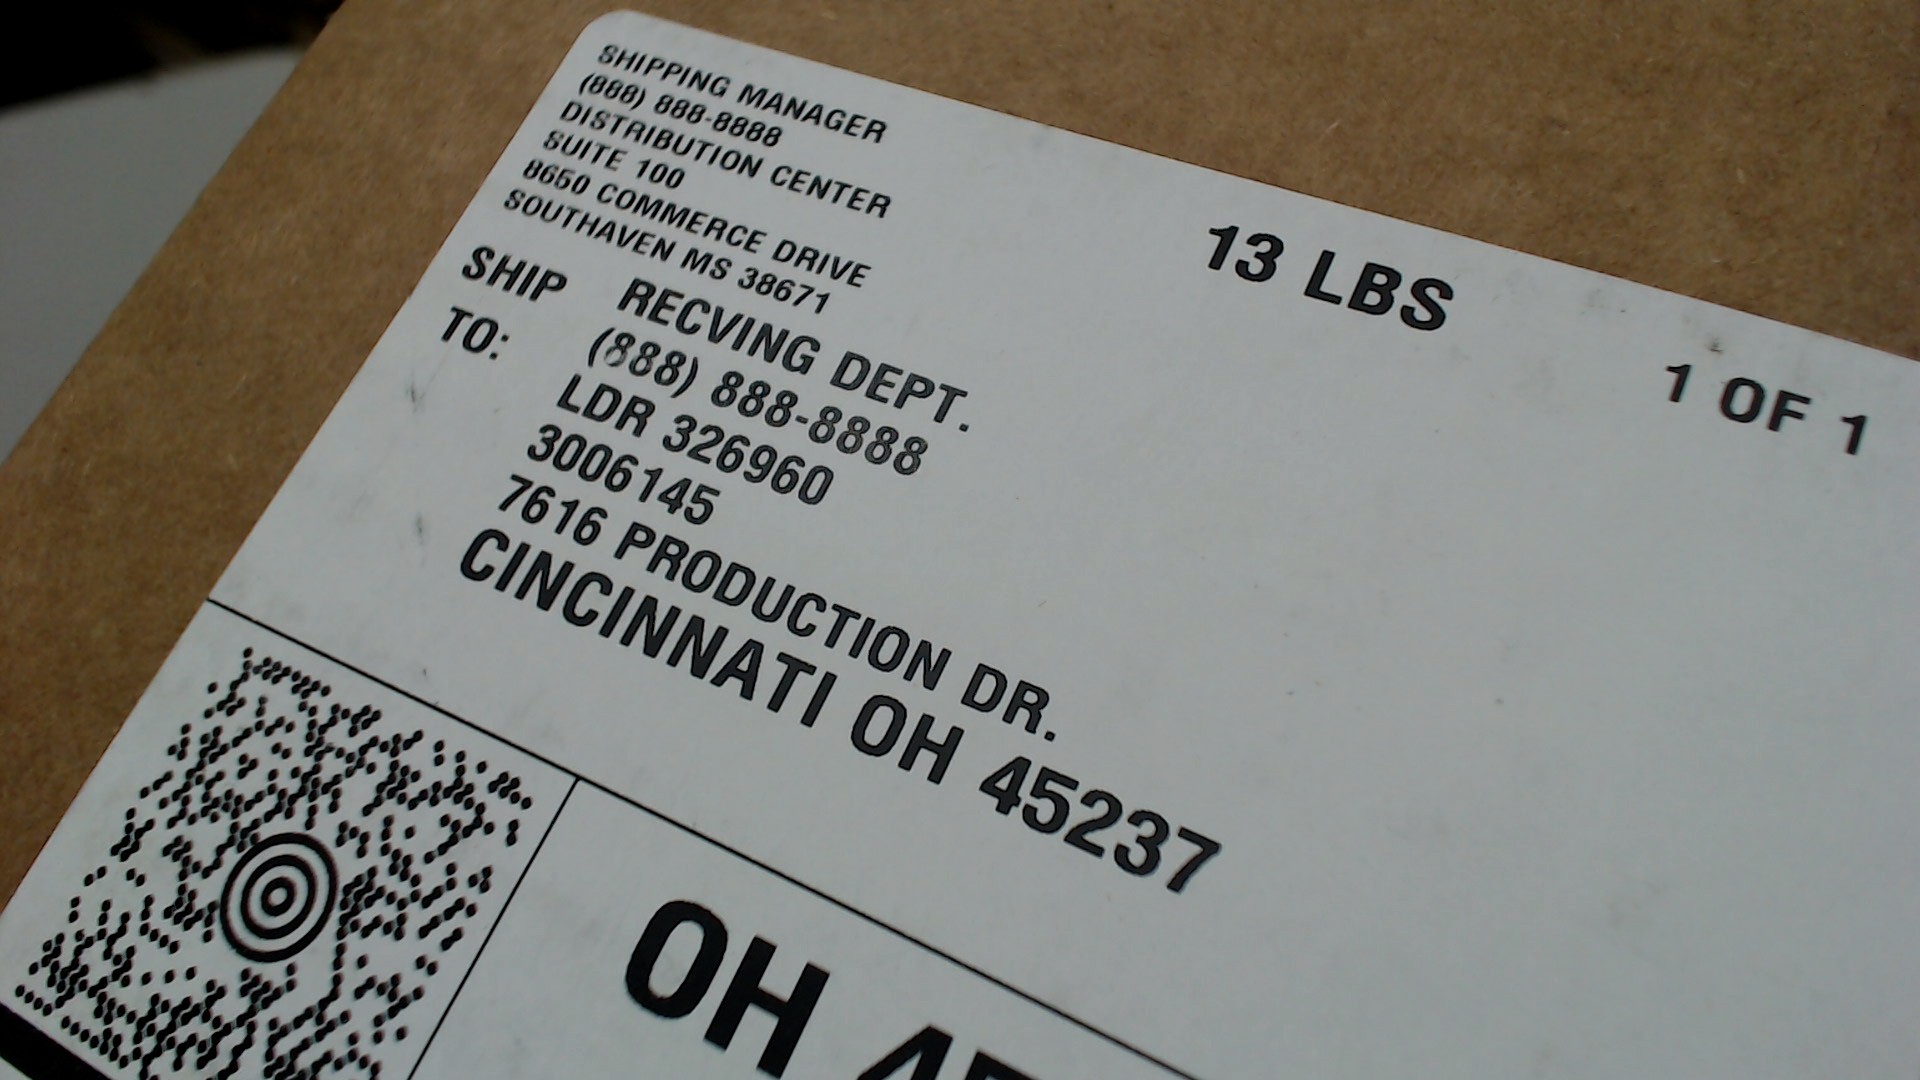 SHIPPING MANAGER
(888) 888-8888
DISTRIBUTION CENTER
SUITE 100
8650 COMMERCE DRIVE
SOUTHAVEN MS 38671
13 LBS
1 OF 1
SHIP TO:
RECVING DEPT.
(888) 888-8888
LDR 326960
3006145
7616 PRODUCTION DR.
CINCINNATI OH 45237
OH